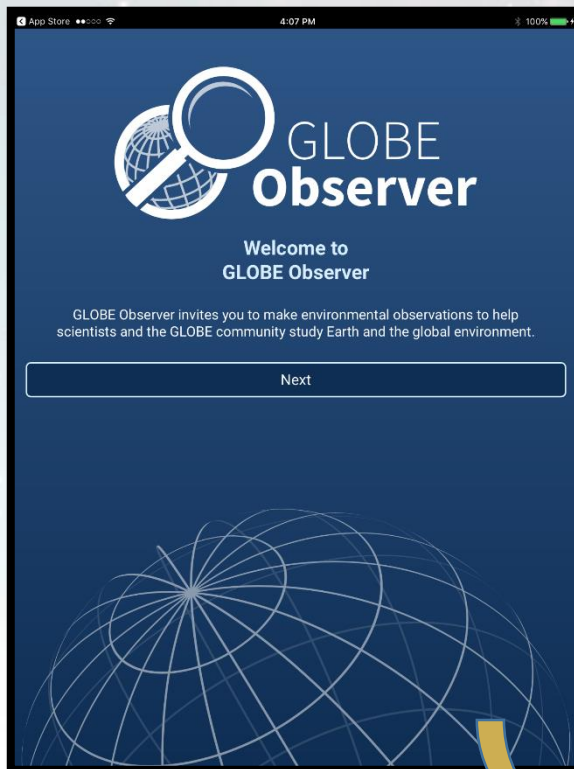 App Store
4:07 PM
100%
GLOBE
Observer
Welcome to
GLOBE Observer
GLOBE Observer invites you to make environmental observations to help
scientists and the GLOBE community study Earth and the global environment.
Next